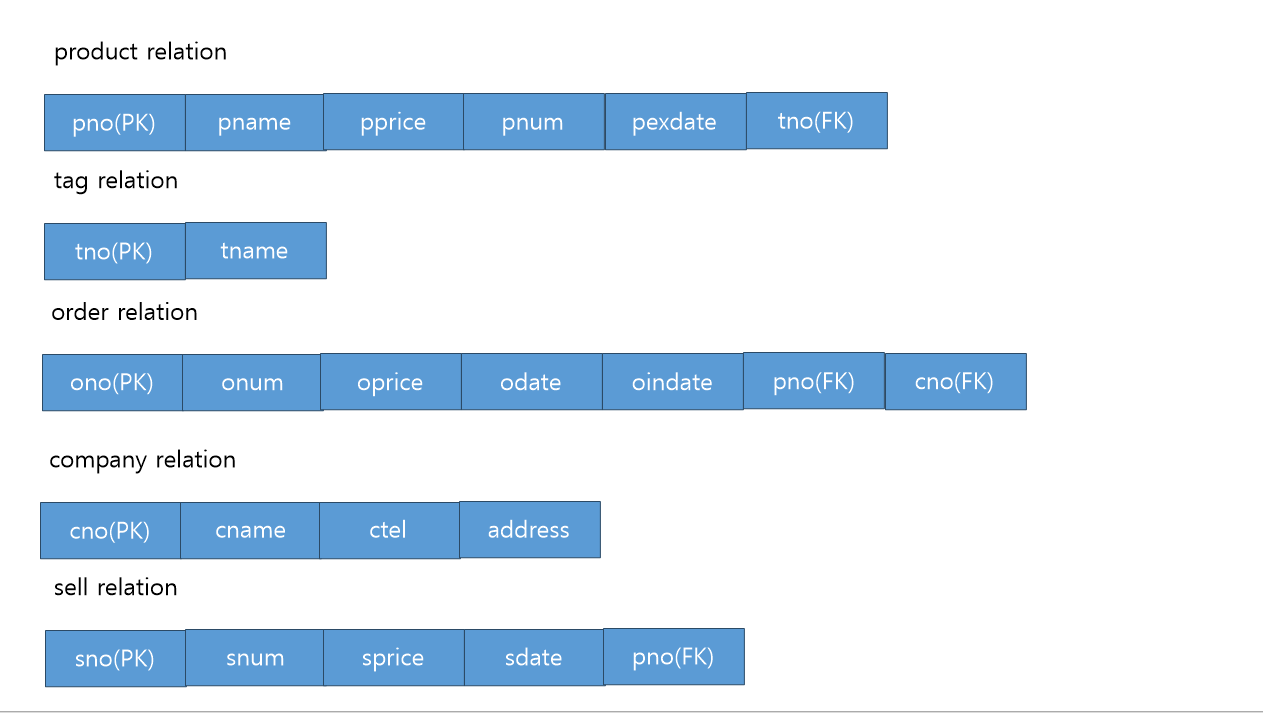 product relation
pno(PK) pname pprice pnum pexdate tno(FK)
tag relation
tno(PK) tname
order relation
ono(PK) onum oprice odate oindate pno(FK) cno(FK)
company relation
cno(PK) cname ctel address
sell relation
sno(PK) snum sprice sdate pno(FK)